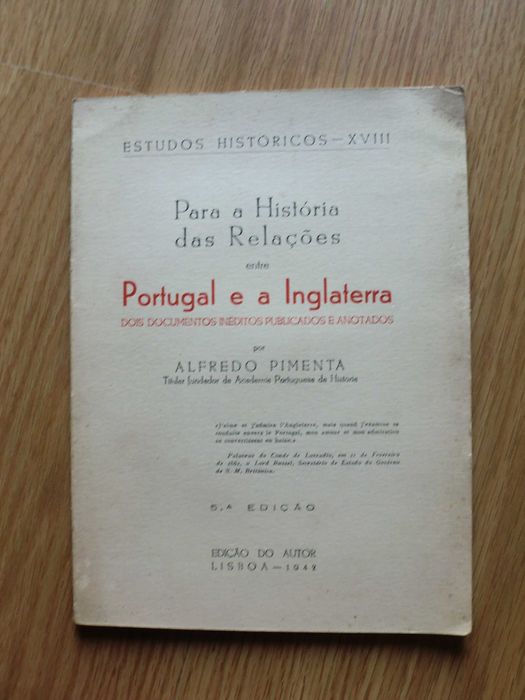 ESTUDOS HISTÓRICOS — XVIII
Para a História
das Relações
entre
Portugal e a Inglaterra
DOIS DOCUMENTOS INÉDITOS PUBLICADOS E ANOTADOS
por
ALFREDO PIMENTA
Titular fundador da Academia Portuguesa da História
«J'aime et j'admire l'Angleterre, mais quand j'examine sa
conduite envers le Portugal, mon amour et mon admiration
se convertissent en haine.»
Palavras do Conde de Lavradio, em 11 de Fevereiro
de 1862, a Lord Russel, Secretário de Estado do Governo
de S. M. Britânica.
5.ª EDIÇÃO
EDIÇÃO DO AUTOR
LISBOA — 1942